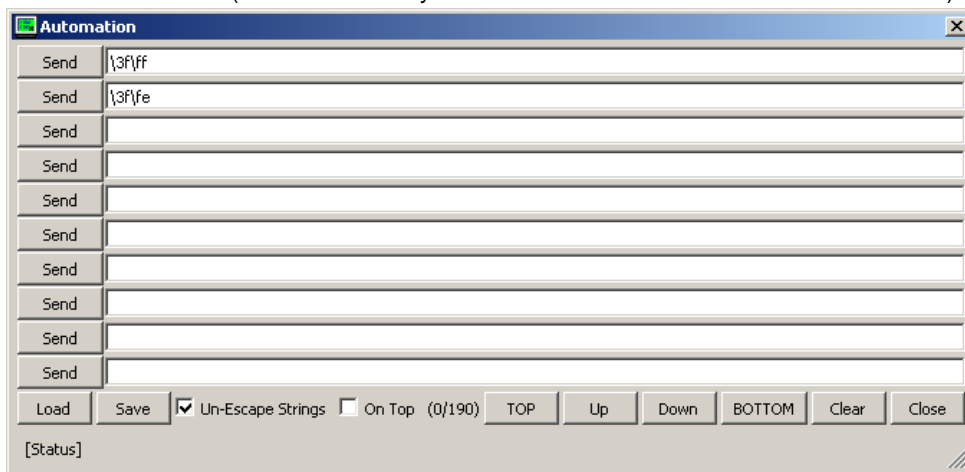 Automation
Send \3f\ff
Send \3f\fe
Send
Send
Send
Send
Send
Send
Send
Send
Load Save Un-Escape Strings On Top (0/190) TOP Up Down BOTTOM Clear Close
[Status]